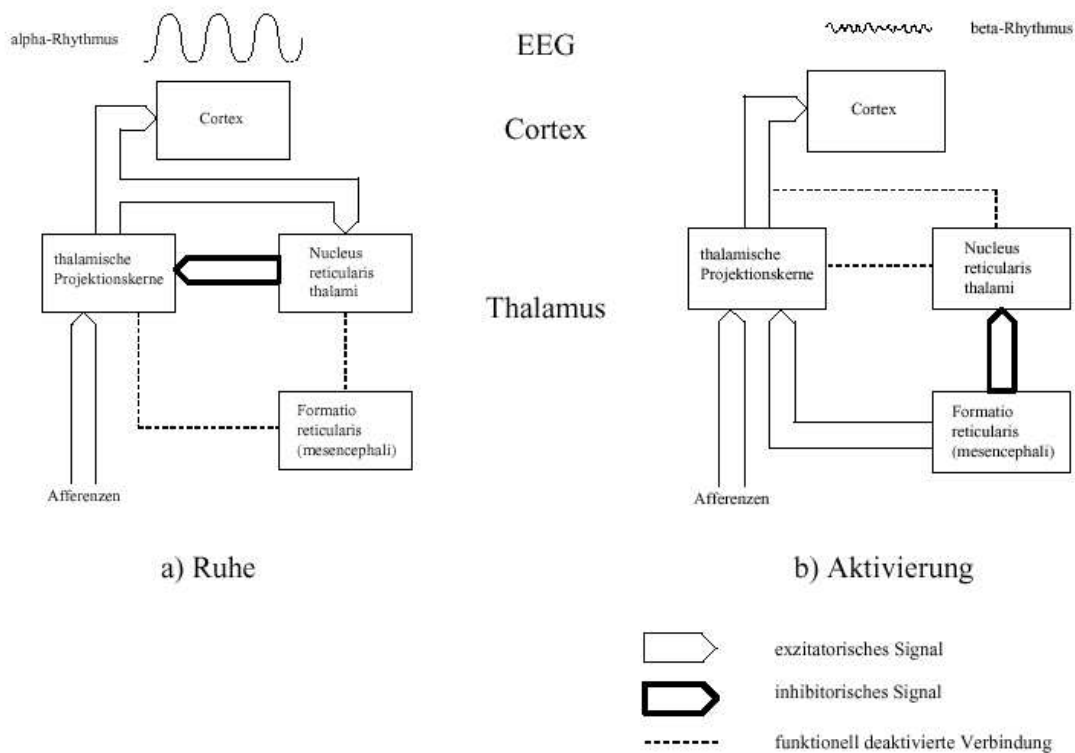 alpha-Rhythmus
EEG
beta-Rhythmus
Cortex
Cortex
Cortex
thalamische
Projektionskerne
Nucleus
reticularis
thalami
Thalamus
thalamische
Projektionskerne
Nucleus
reticularis
thalami
Formatio
reticularis
(mesencephali)
Formatio
reticularis
(mesencephali)
Afferenzen
Afferenzen
a) Ruhe
b) Aktivierung
exzitatorisches Signal
inhibitorisches Signal
funktionell deaktivierte Verbindung